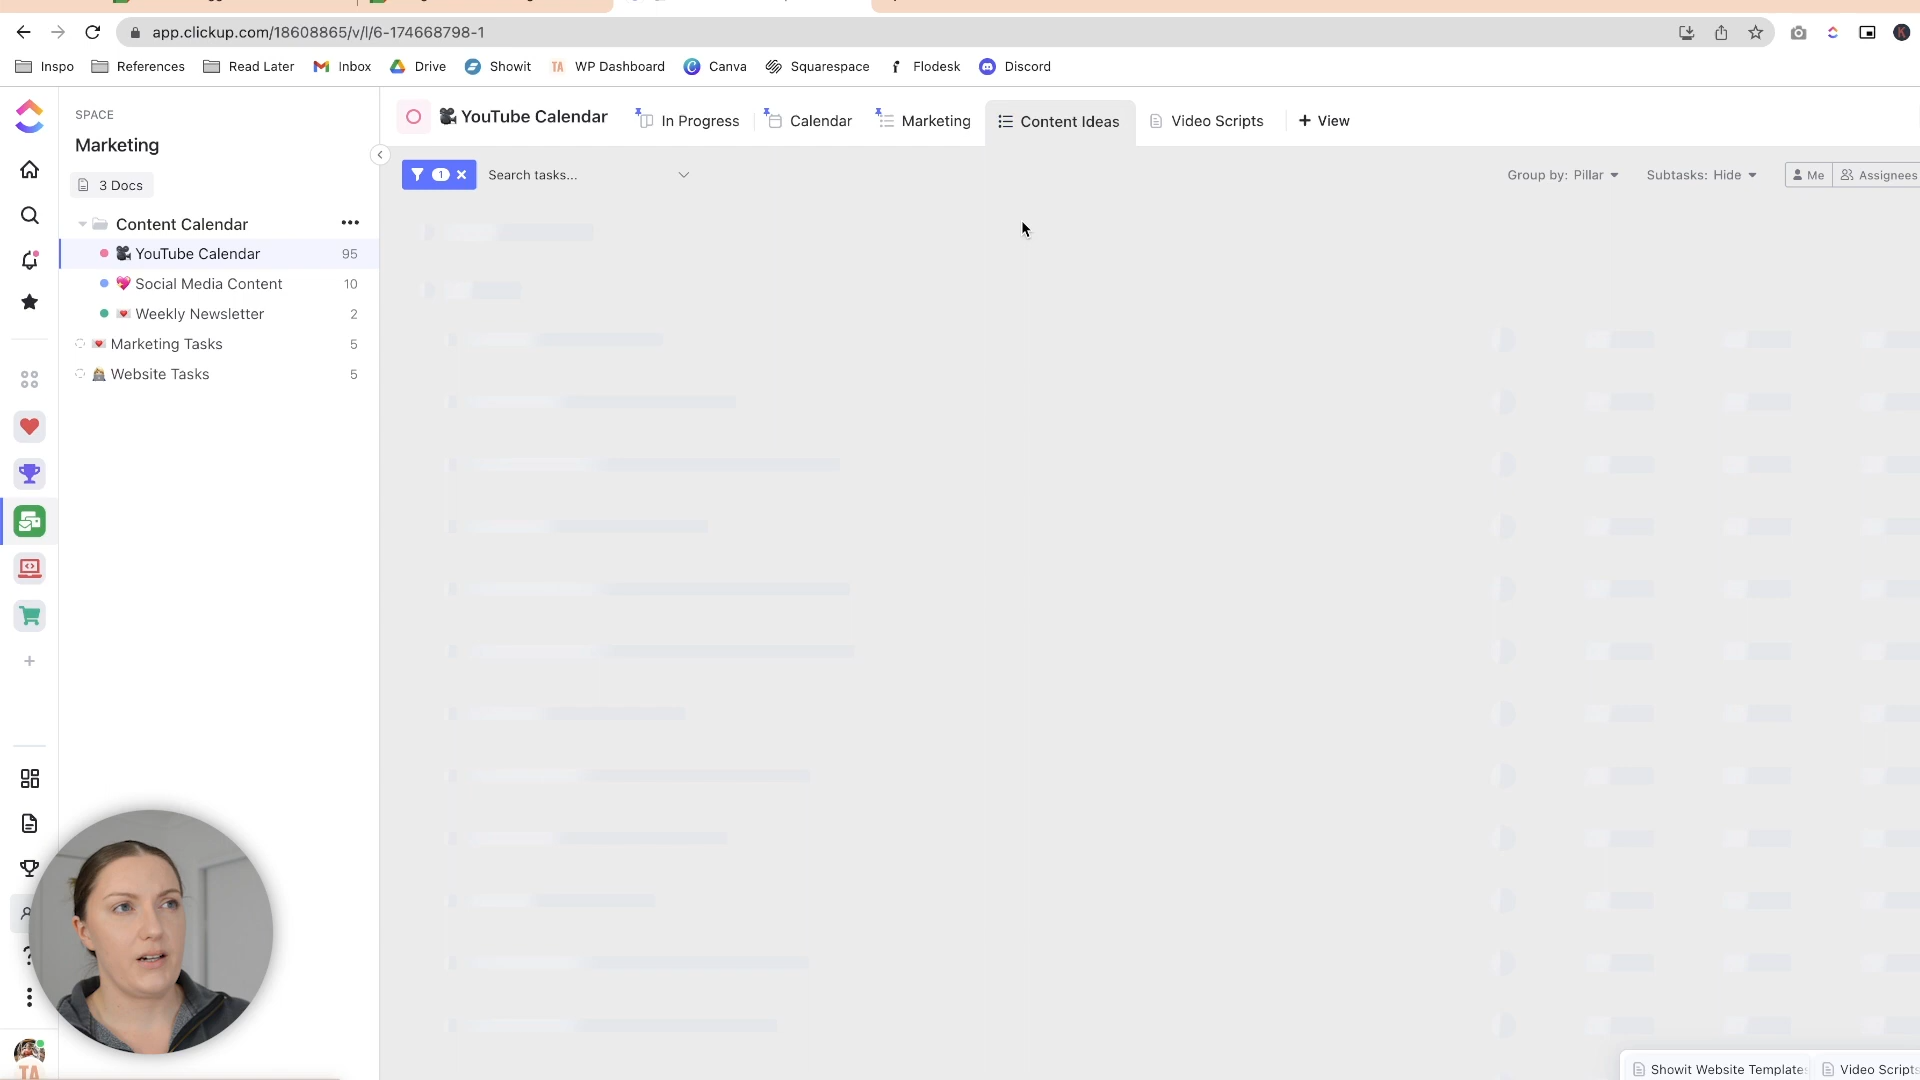 app.clickup.com/18608865/v/l/6-174668798-1
Inspo References Read Later Inbox Drive Showit TA WP Dashboard Canva Squarespace Flodesk Discord
K
SPACE
Marketing
3 Docs
Content Calendar
YouTube Calendar 95
Social Media Content 10
Weekly Newsletter 2
Marketing Tasks 5
Website Tasks 5
YouTube Calendar In Progress Calendar Marketing Content Ideas Video Scripts + View
1 Search tasks... Group by: Pillar Subtasks: Hide Me Assignees
TA
Showit Website Template Video Scripts